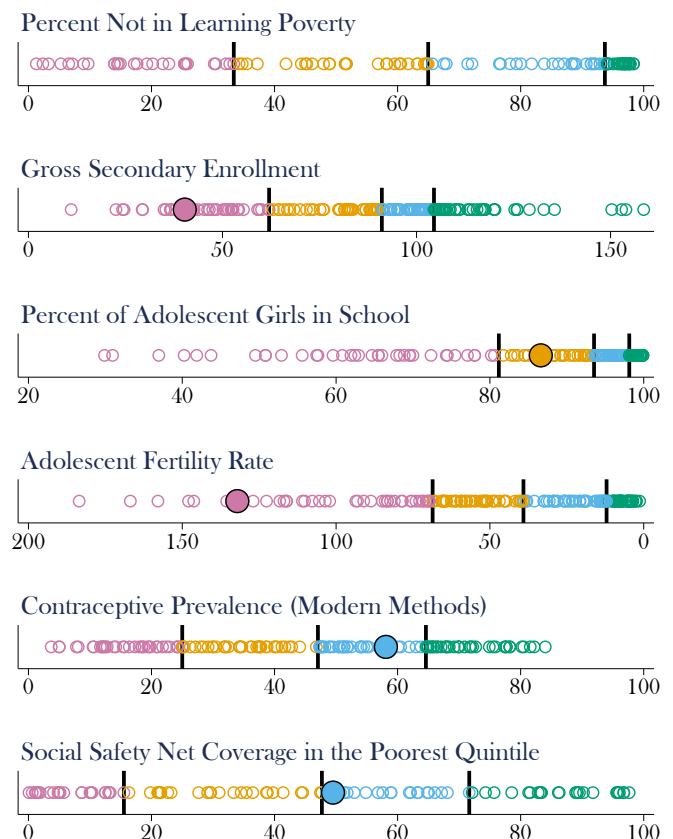 Percent Not in Learning Poverty
0 20 40 60 80 100
Gross Secondary Enrollment
0 50 100 150
Percent of Adolescent Girls in School
20 40 60 80 100
Adolescent Fertility Rate
200 150 100 50 0
Contraceptive Prevalence (Modern Methods)
0 20 40 60 80 100
Social Safety Net Coverage in the Poorest Quintile
0 20 40 60 80 100